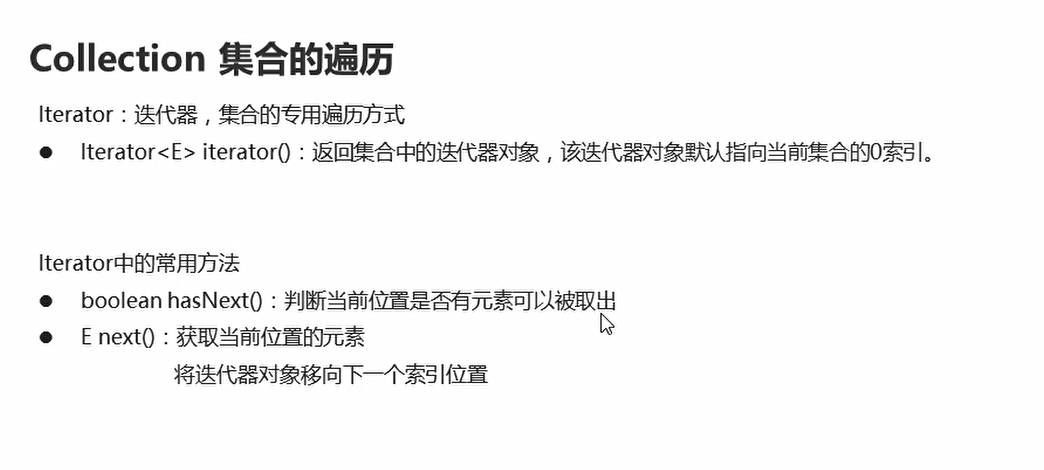 Collection 集合的遍历
Iterator：迭代器，集合的专用遍历方式
● Iterator<E> iterator()：返回集合中的迭代器对象，该迭代器对象默认指向当前集合的0索引。
Iterator中的常用方法
● boolean hasNext()：判断当前位置是否有元素可以被取出
● E next()：获取当前位置的元素
将迭代器对象移向下一个索引位置